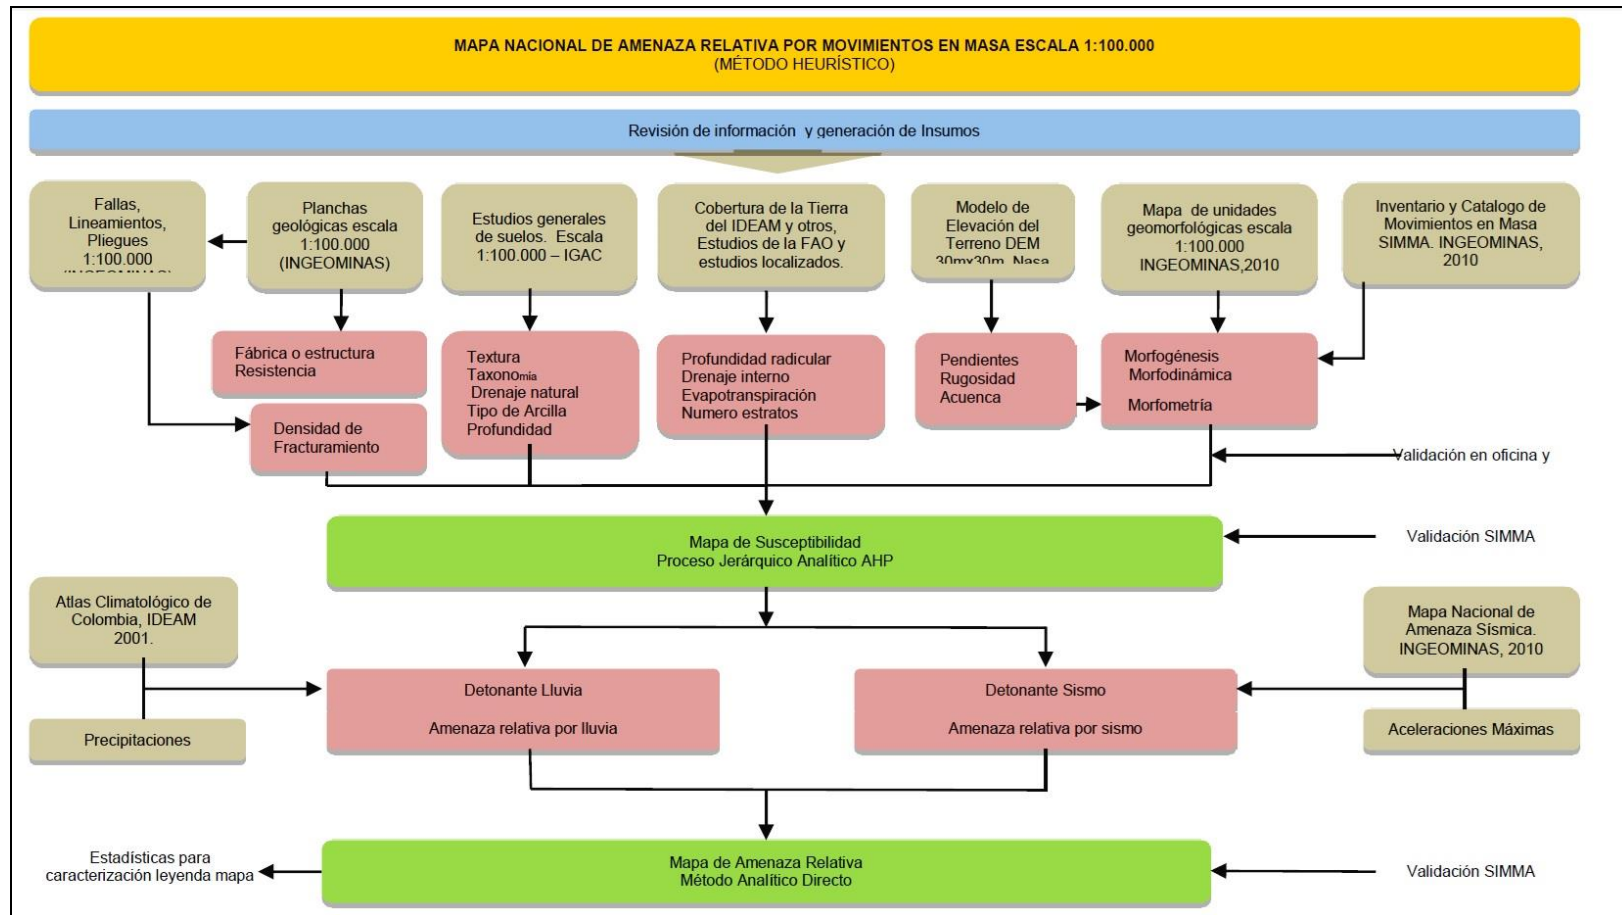 MAPA NACIONAL DE AMENAZA RELATIVA POR MOVIMIENTOS EN MASA ESCALA 1:100.000
(MÉTODO HEURÍSTICO)
Revisión de información y generación de Insumos
Fallas,
Lineamientos,
Pliegues
1:100.000
(INGEOMINAS)
Planchas
geológicas escala
1:100.000
(INGEOMINAS)
Estudios generales
de suelos. Escala
1:100.000 – IGAC
Cobertura de la Tierra
del IDEAM y otros,
Estudios de la FAO y
estudios localizados.
Modelo de
Elevación del
Terreno DEM
30mx30m. Nasa
Mapa de unidades
geomorfológicas escala
1:100.000
INGEOMINAS,2010
Inventario y Catalogo de
Movimientos en Masa
SIMMA. INGEOMINAS,
2010
Fábrica o estructura
Resistencia
Densidad de
Fracturamiento
Textura
Taxonomía
Drenaje natural
Tipo de Arcilla
Profundidad
Profundidad radicular
Drenaje interno
Evapotranspiración
Numero estratos
Pendientes
Rugosidad
Acuenca
Morfogénesis
Morfodinámica
Morfometría
Validación en oficina y
Mapa de Susceptibilidad
Proceso Jerárquico Analítico AHP
Validación SIMMA
Atlas Climatológico de
Colombia, IDEAM
2001.
Mapa Nacional de
Amenaza Sísmica.
INGEOMINAS, 2010
Detonante Lluvia
Amenaza relativa por lluvia
Detonante Sismo
Amenaza relativa por sismo
Precipitaciones
Aceleraciones Máximas
Estadísticas para
caracterización leyenda mapa
Mapa de Amenaza Relativa
Método Analítico Directo
Validación SIMMA